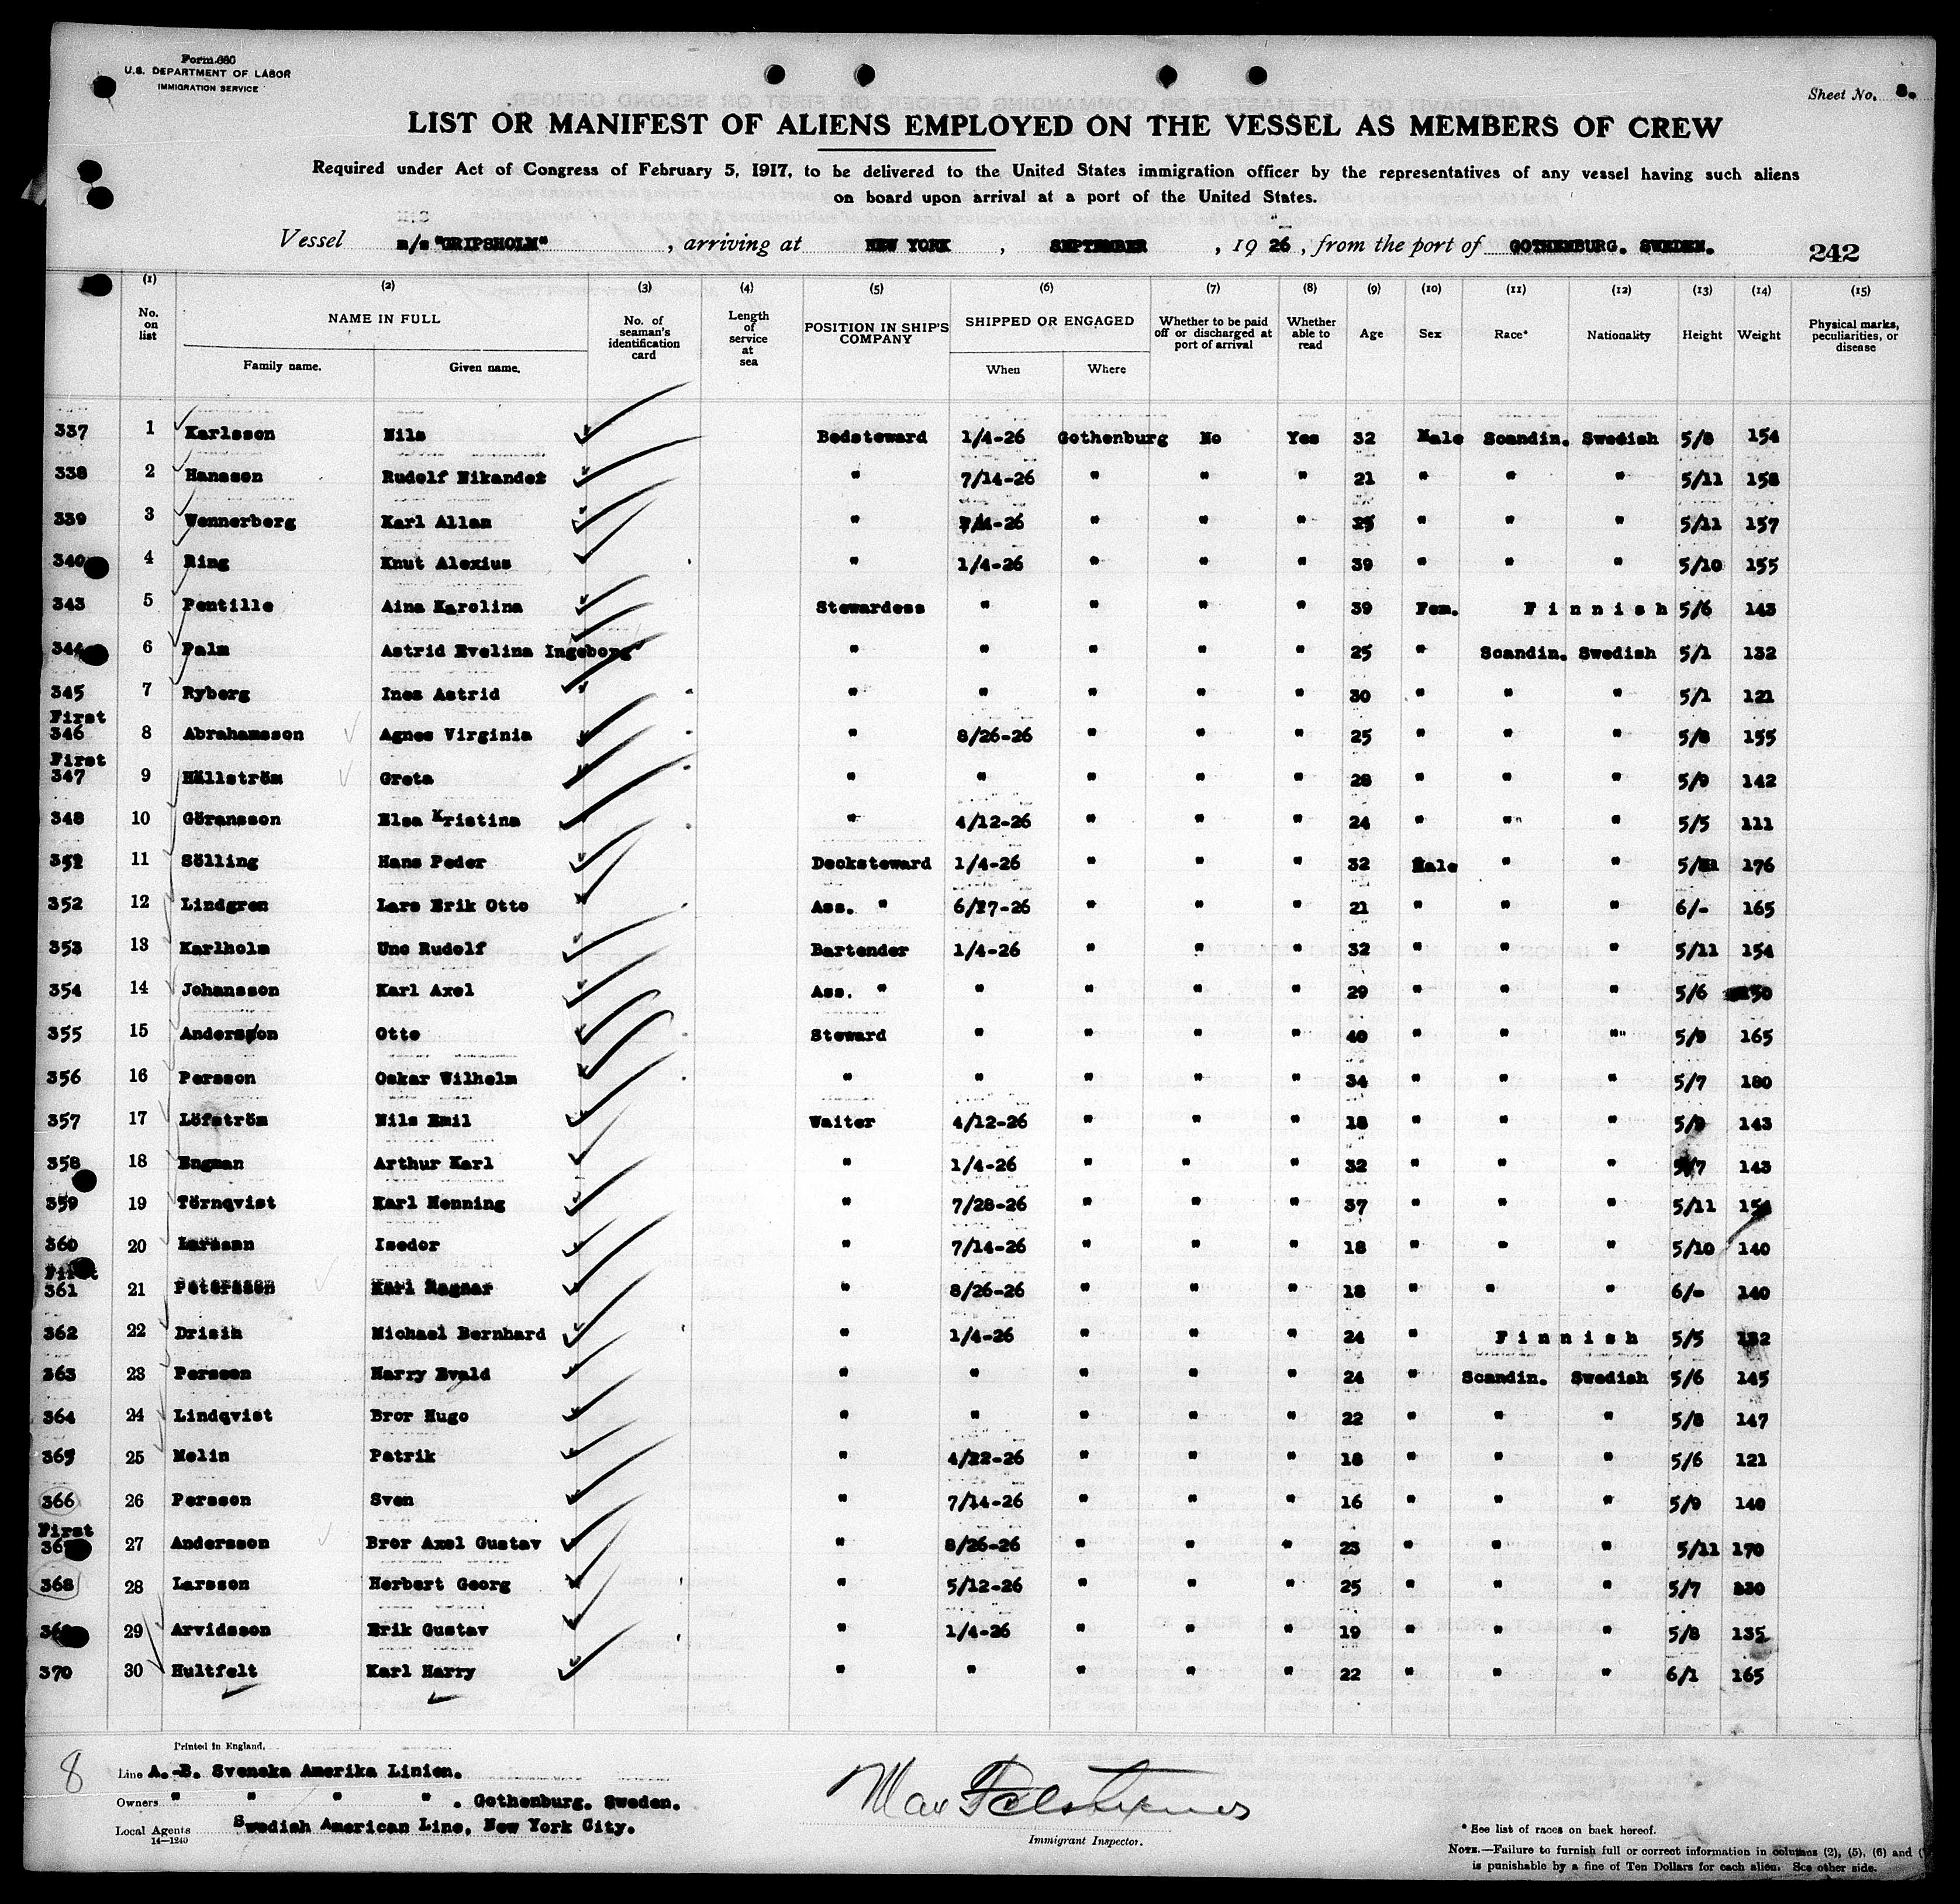 Form 680
U.S. DEPARTMENT OF LABOR
IMMIGRATION SERVICE
Sheet No. 8.
LIST OR MANIFEST OF ALIENS EMPLOYED ON THE VESSEL AS MEMBERS OF CREW
Required under Act of Congress of February 5, 1917, to be delivered to the United States immigration officer by the representatives of any vessel having such aliens
on board upon arrival at a port of the United States.
Vessel m/s "GRIPSHOLM" , arriving at NEW YORK , SEPTEMBER , 19 26 , from the port of GOTHENBURG. SWEDEN. 242
(1) (2) (3) (4) (5) (6) (7) (8) (9) (10) (11) (12) (13) (14) (15)
No. on list NAME IN FULL No. of seaman's identification card Length of service at sea POSITION IN SHIP'S COMPANY SHIPPED OR ENGAGED Whether to be paid off or discharged at port of arrival Whether able to read Age Sex Race* Nationality Height Weight Physical marks, peculiarities, or disease
Family name. Given name. When Where
337 1 Karlsson Nils Bedsteward 1/4-26 Gothenburg No Yes 32 Male Scandin. Swedish 5/8 154
338 2 Hansson Rudolf Nikander " 7/14-26 " " " 21 " " " 5/11 158
339 3 Wennerberg Karl Allan " " " " " " " 5/11 157
340 4 Ring Knut Alexius " 1/4-26 " " " 39 " " " 5/10 155
343 5 Pentille Aina Karolina Stewardess " " " " 39 Fem. Finnish 5/6 143
344 6 Palm Astrid Evelina Ingeborg " " " " " 25 " Scandin. Swedish 5/1 132
345 7 Ryberg Ines Astrid " " " " " 30 " " " 5/1 121
First
346 8 Abrahamsson Agnes Virginia " 8/26-26 " " " 25 " " " 5/8 155
First
347 9 Hällström Greta " " " " " 28 " " " 5/9 142
348 10 Göransson Elsa Kristina " 4/12-26 " " " 24 " " " 5/5 111
11 Sölling Hans Peder Decksteward 1/4-26 " " " 32 Male " " 176
352 12 Lindgren Lars Erik Otto Ass. " 6/27-26 " " " 21 " " " 6/- 165
353 13 Karlholm Uno Rudolf Bartender 1/4-26 " " " 32 " " " 5/11 154
354 14 Johansson Karl Axel Ass. " " " " " 29 " " " 5/6 150
355 15 Andersson Otto Steward " " " " 40 " " " 5/9 165
356 16 Persson Oskar Wilhelm " " " " " 34 " " " 5/7 180
357 17 Löfström Nils Emil Waiter 4/12-26 " " " 18 " " " 5/9 143
358 18 Engman Arthur Karl " 1/4-26 " " " 32 " " " 5/7 143
359 19 Törnqvist Karl Henning " 7/28-26 " " " 37 " " " 5/11 154
360 20 Larsson Isedor " 7/14-26 " " " 18 " " " 5/10 140
First
361 21 Petersson Karl Ragnar " 8/26-26 " " " 18 " " " 6/- 140
362 22 Drisih Michael Bernhard " 1/4-26 " " " 24 " Finnish 5/5 132
363 23 Persson Harry Evald " " " " " 24 " Scandin. Swedish 5/6 145
364 24 Lindqvist Bror Hugo " " " " " 22 " " " 5/8 147
365 25 Melin Patrik " 4/22-26 " " " 18 " " " 5/6 121
366 26 Persson Sven " 7/14-26 " " " 16 " " " 5/9 140
First
367 27 Andersson Bror Axel Gustav " 8/26-26 " " " 23 " " " 5/11 170
368 28 Larsson Herbert Georg " 5/12-26 " " " 25 " " " 5/7
369 29 Arvidsson Erik Gustav " 1/4-26 " " " 19 " " " 5/8 135
370 30 Hultfelt Karl Harry " " " " " 22 " " " 6/1 165
Printed in England.
8
Line A.-B. Svenska Amerika Linien.
Owners " " " " . Gothenburg. Sweden.
Local Agents Swedish American Line, New York City.
14—1240
Max
Immigrant Inspector.
* See list of races on back hereof.
NOTE.—Failure to furnish full or correct information in columns (2), (5), (6) and (
is punishable by a fine of Ten Dollars for each alien. See other side.